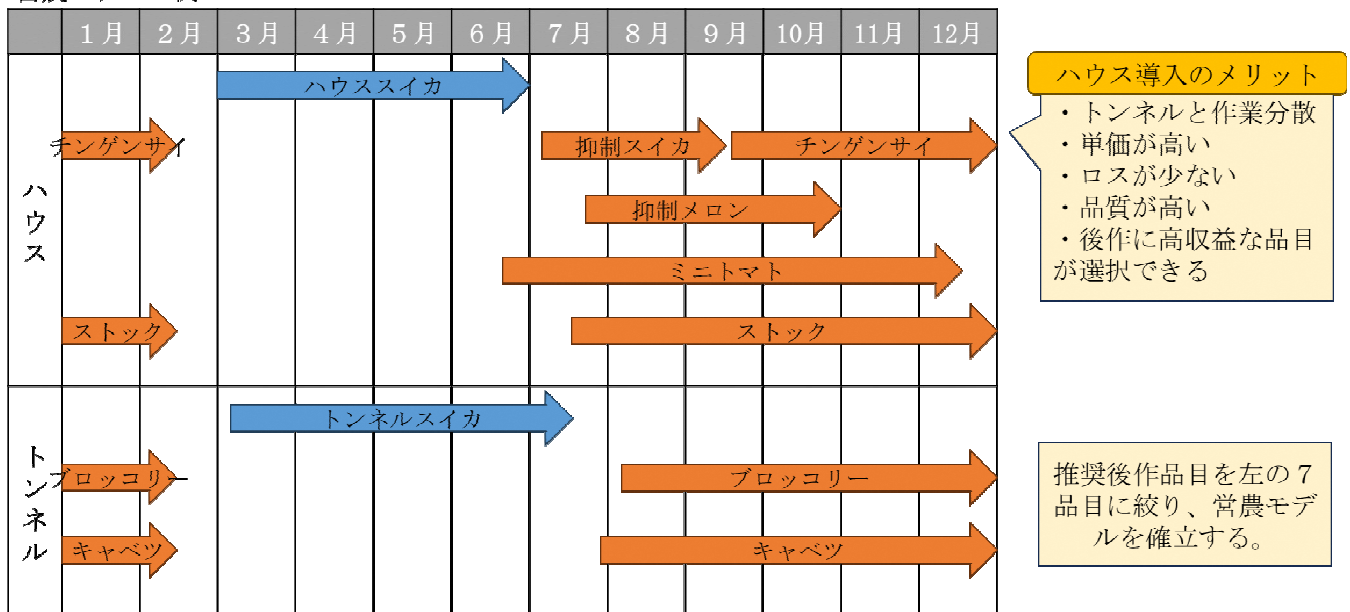 1月 2月 3月 4月 5月 6月 7月 8月 9月 10月 11月 12月
ハウス
ハウススイカ
チンゲンサイ
抑制スイカ
チンゲンサイ
抑制メロン
ミニトマト
ストック
ストック
トンネル
トンネルスイカ
ブロッコリー
ブロッコリー
キャベツ
キャベツ
ハウス導入のメリット
・トンネルと作業分散
・単価が高い
・ロスが少ない
・品質が高い
・後作に高収益な品目
が選択できる
推奨後作品目を左の7
品目に絞り、営農モデ
ルを確立する。